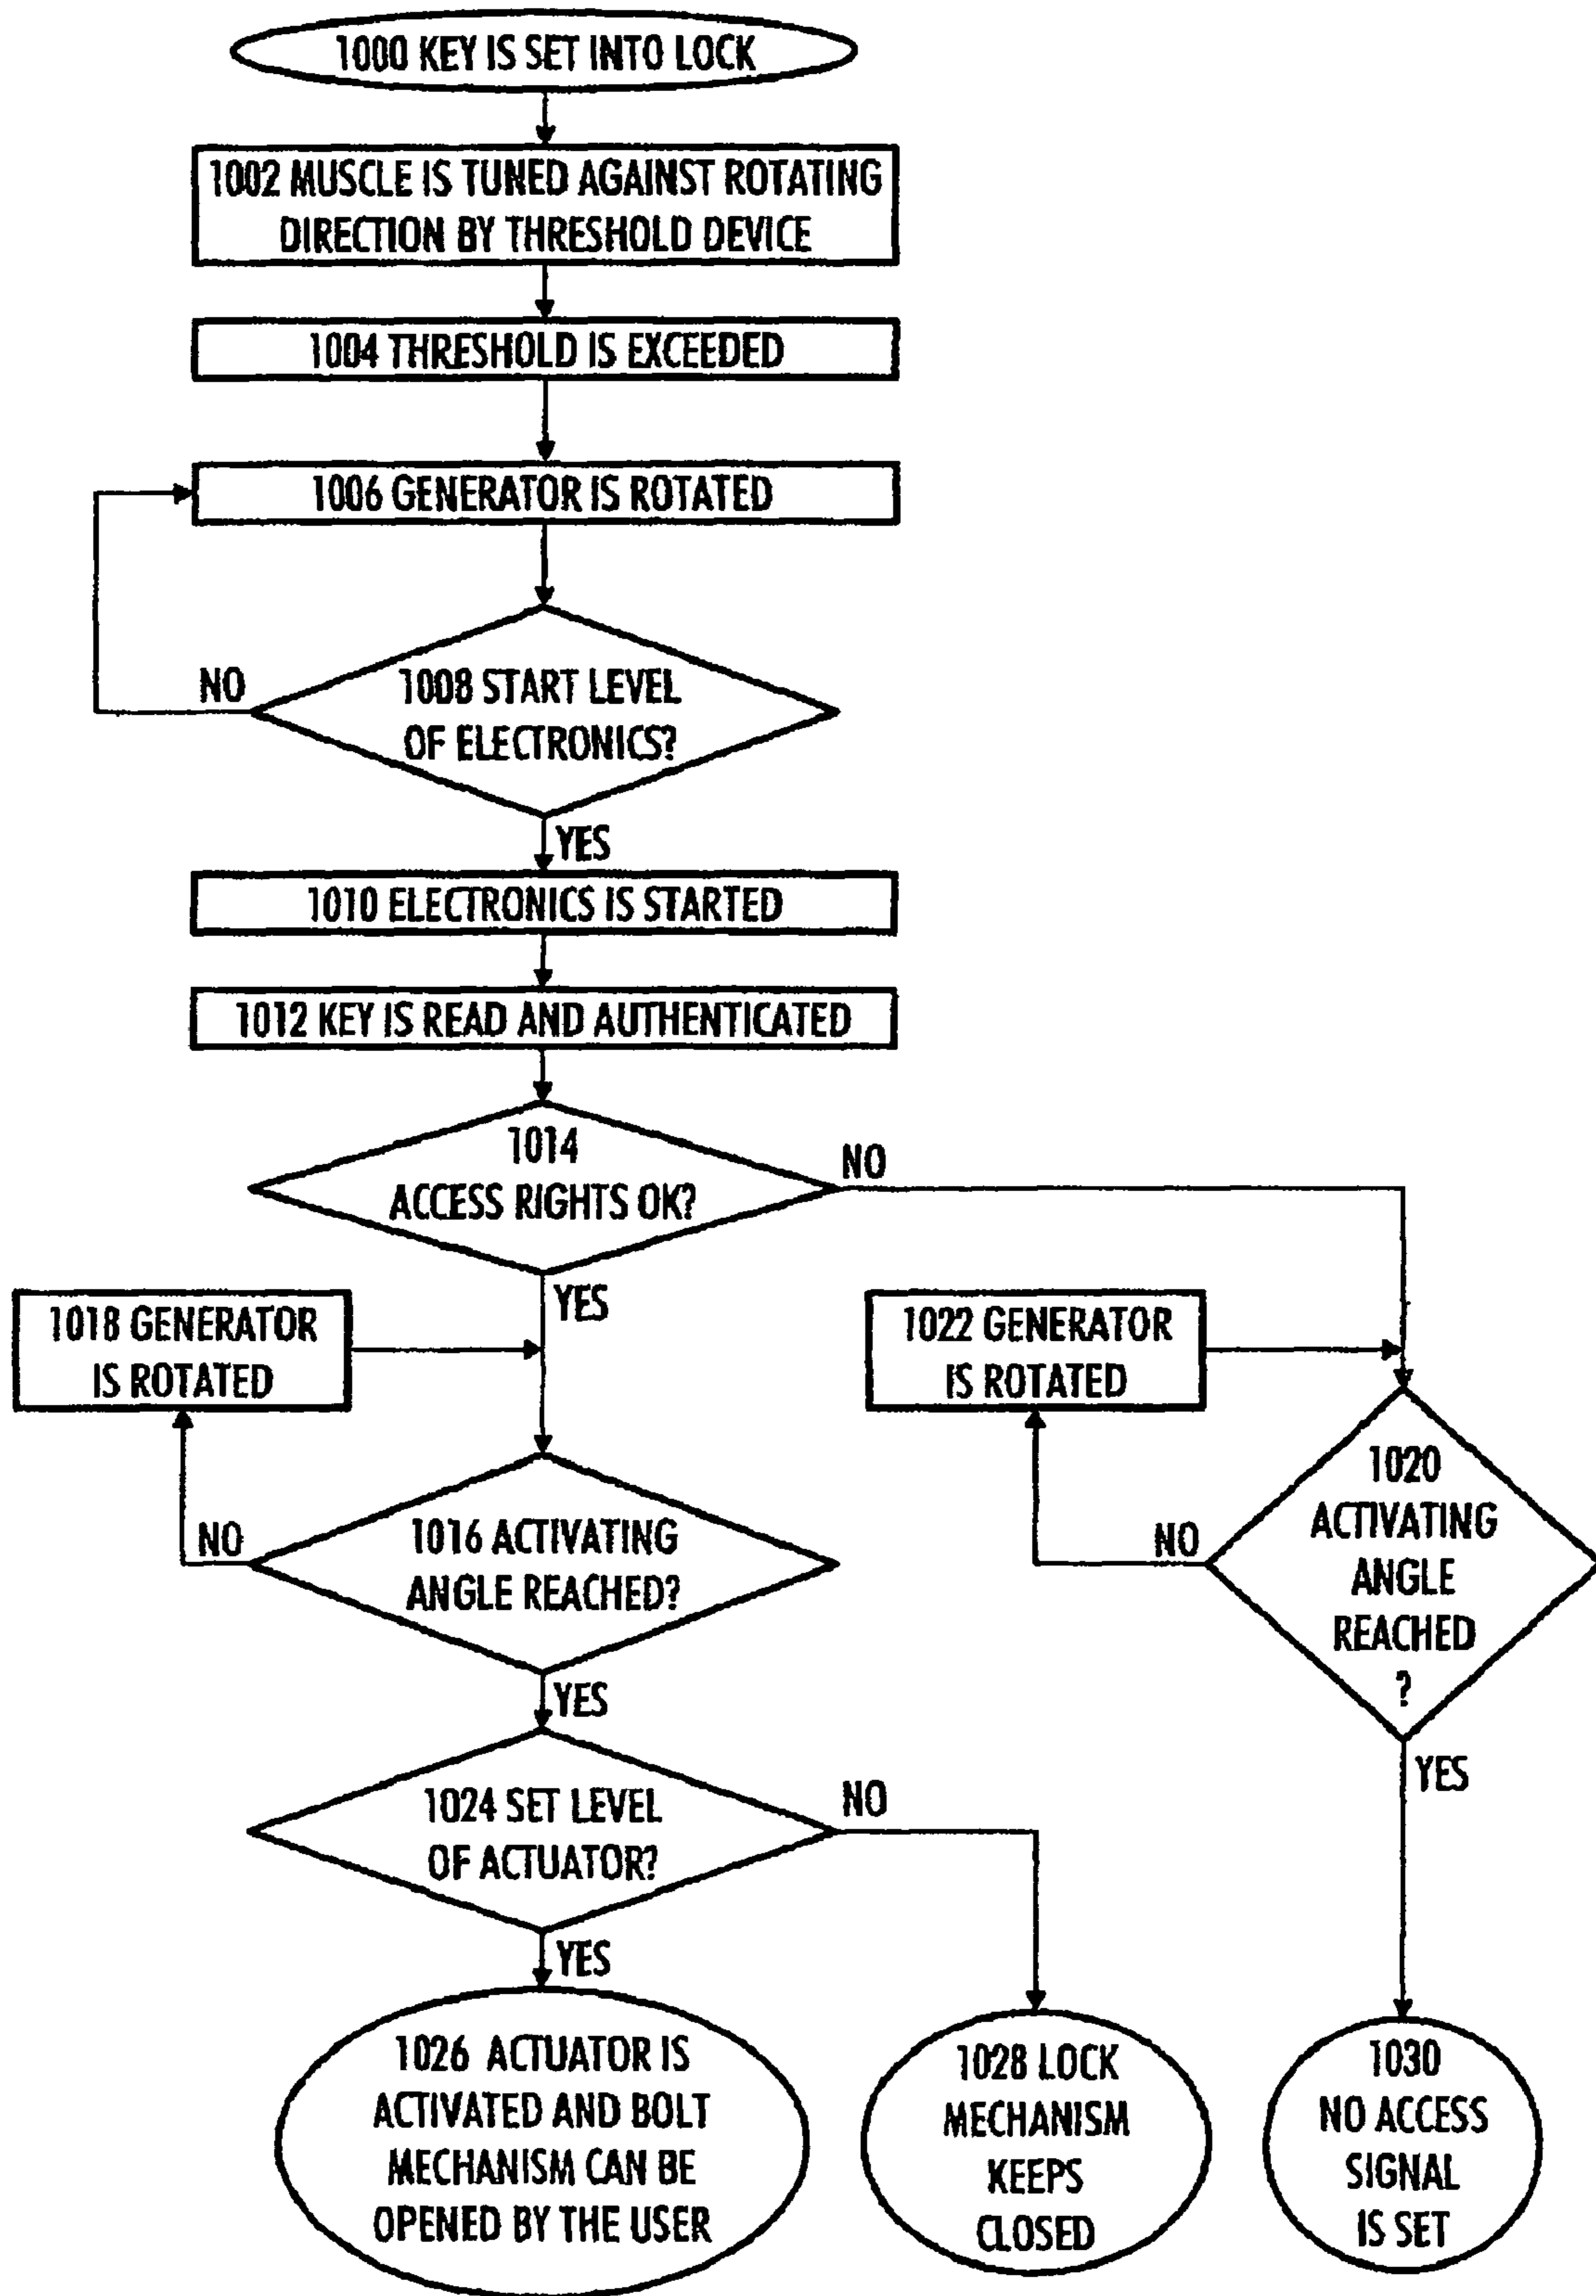 1000 KEY IS SET INTO LOCK
1002 MUSCLE IS TUNED AGAINST ROTATING
DIRECTION BY THRESHOLD DEVICE
1004 THRESHOLD IS EXCEEDED
1006 GENERATOR IS ROTATED
NO
1008 START LEVEL
OF ELECTRONICS?
YES
1010 ELECTRONICS IS STARTED
1012 KEY IS READ AND AUTHENTICATED
1014
ACCESS RIGHTS OK?
NO
YES
1018 GENERATOR
IS ROTATED
1022 GENERATOR
IS ROTATED
NO
1016 ACTIVATING
ANGLE REACHED?
YES
NO
1020
ACTIVATING
ANGLE
REACHED
?
YES
1024 SET LEVEL
OF ACTUATOR?
NO
YES
1026 ACTUATOR IS
ACTIVATED AND BOLT
MECHANISM CAN BE
OPENED BY THE USER
1028 LOCK
MECHANISM
KEEPS
CLOSED
1030
NO ACCESS
SIGNAL
IS SET